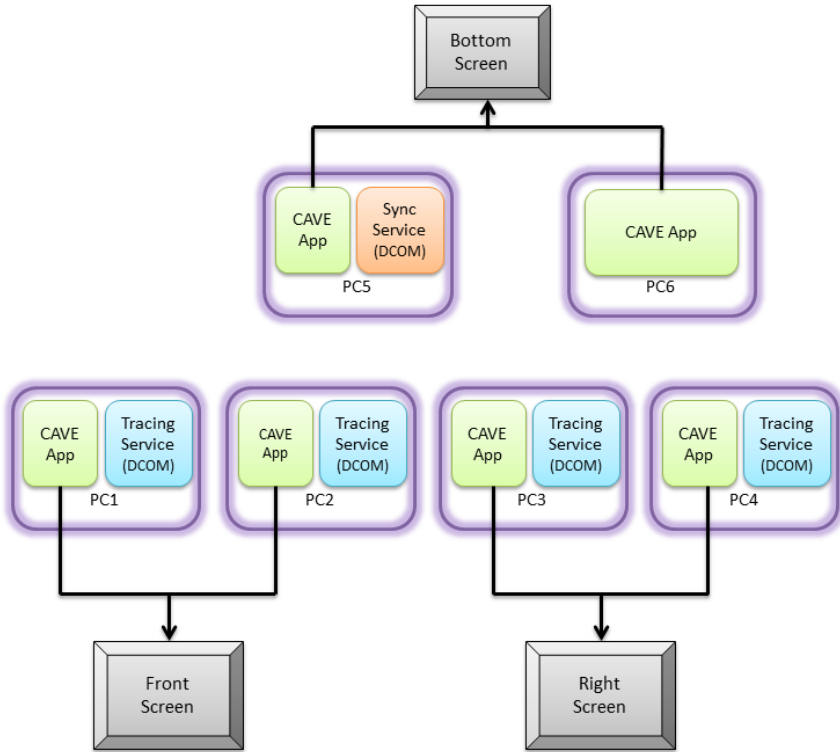 Bottom
Screen
CAVE
App
Sync
Service
(DCOM)
PC5
CAVE App
PC6
CAVE
App
Tracing
Service
(DCOM)
PC1
CAVE
App
Tracing
Service
(DCOM)
PC2
CAVE
App
Tracing
Service
(DCOM)
PC3
CAVE
App
Tracing
Service
(DCOM)
PC4
Front
Screen
Right
Screen